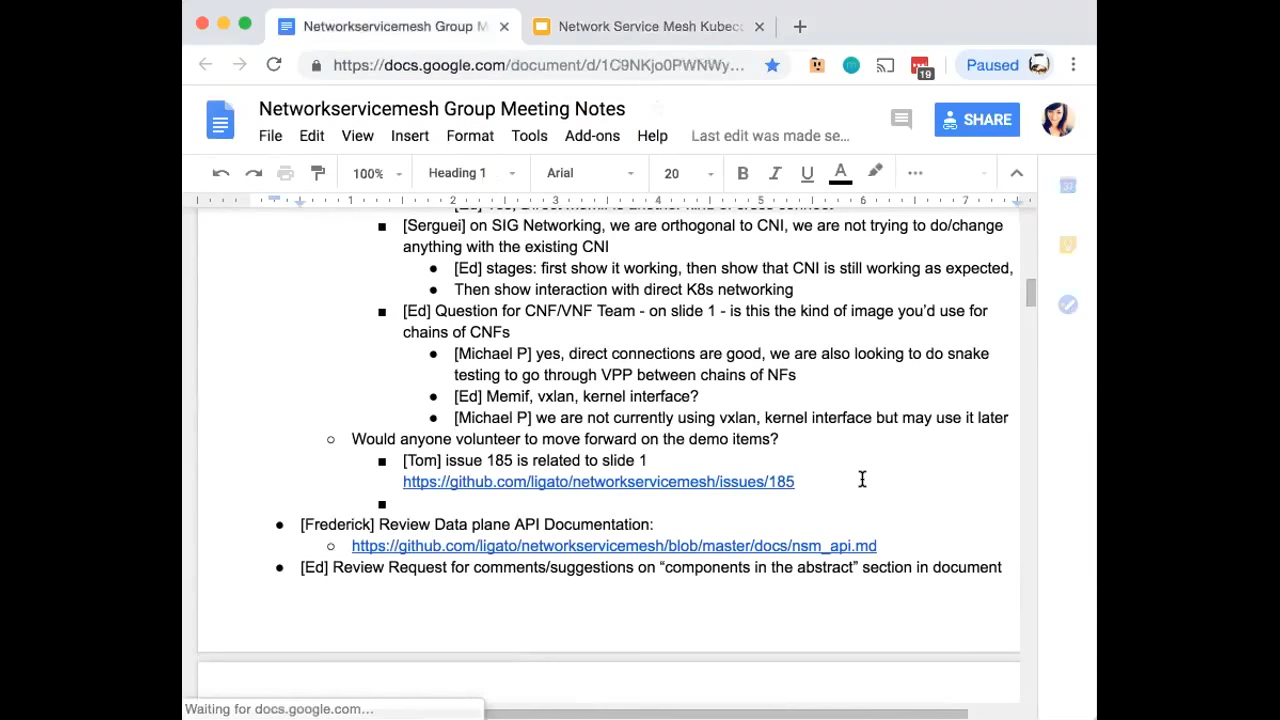 Networkservicemesh Group M
Network Service Mesh Kubec
https://docs.google.com/document/d/1C9NKjo0PWNWy...
19
Paused
Networkservicemesh Group Meeting Notes
File Edit View Insert Format Tools Add-ons Help Last edit was made se...
SHARE
100% Heading 1 Arial 20 B I U A
1 2 3 4 5 6 7
[Serguei] on SIG Networking, we are orthogonal to CNI, we are not trying to do/change
anything with the existing CNI
[Ed] stages: first show it working, then show that CNI is still working as expected,
Then show interaction with direct K8s networking
[Ed] Question for CNF/VNF Team - on slide 1 - is this the kind of image you’d use for
chains of CNFs
[Michael P] yes, direct connections are good, we are also looking to do snake
testing to go through VPP between chains of NFs
[Ed] Memif, vxlan, kernel interface?
[Michael P] we are not currently using vxlan, kernel interface but may use it later
Would anyone volunteer to move forward on the demo items?
[Tom] issue 185 is related to slide 1
https://github.com/ligato/networkservicemesh/issues/185
[Frederick] Review Data plane API Documentation:
https://github.com/ligato/networkservicemesh/blob/master/docs/nsm_api.md
[Ed] Review Request for comments/suggestions on “components in the abstract” section in document
Waiting for docs.google.com...